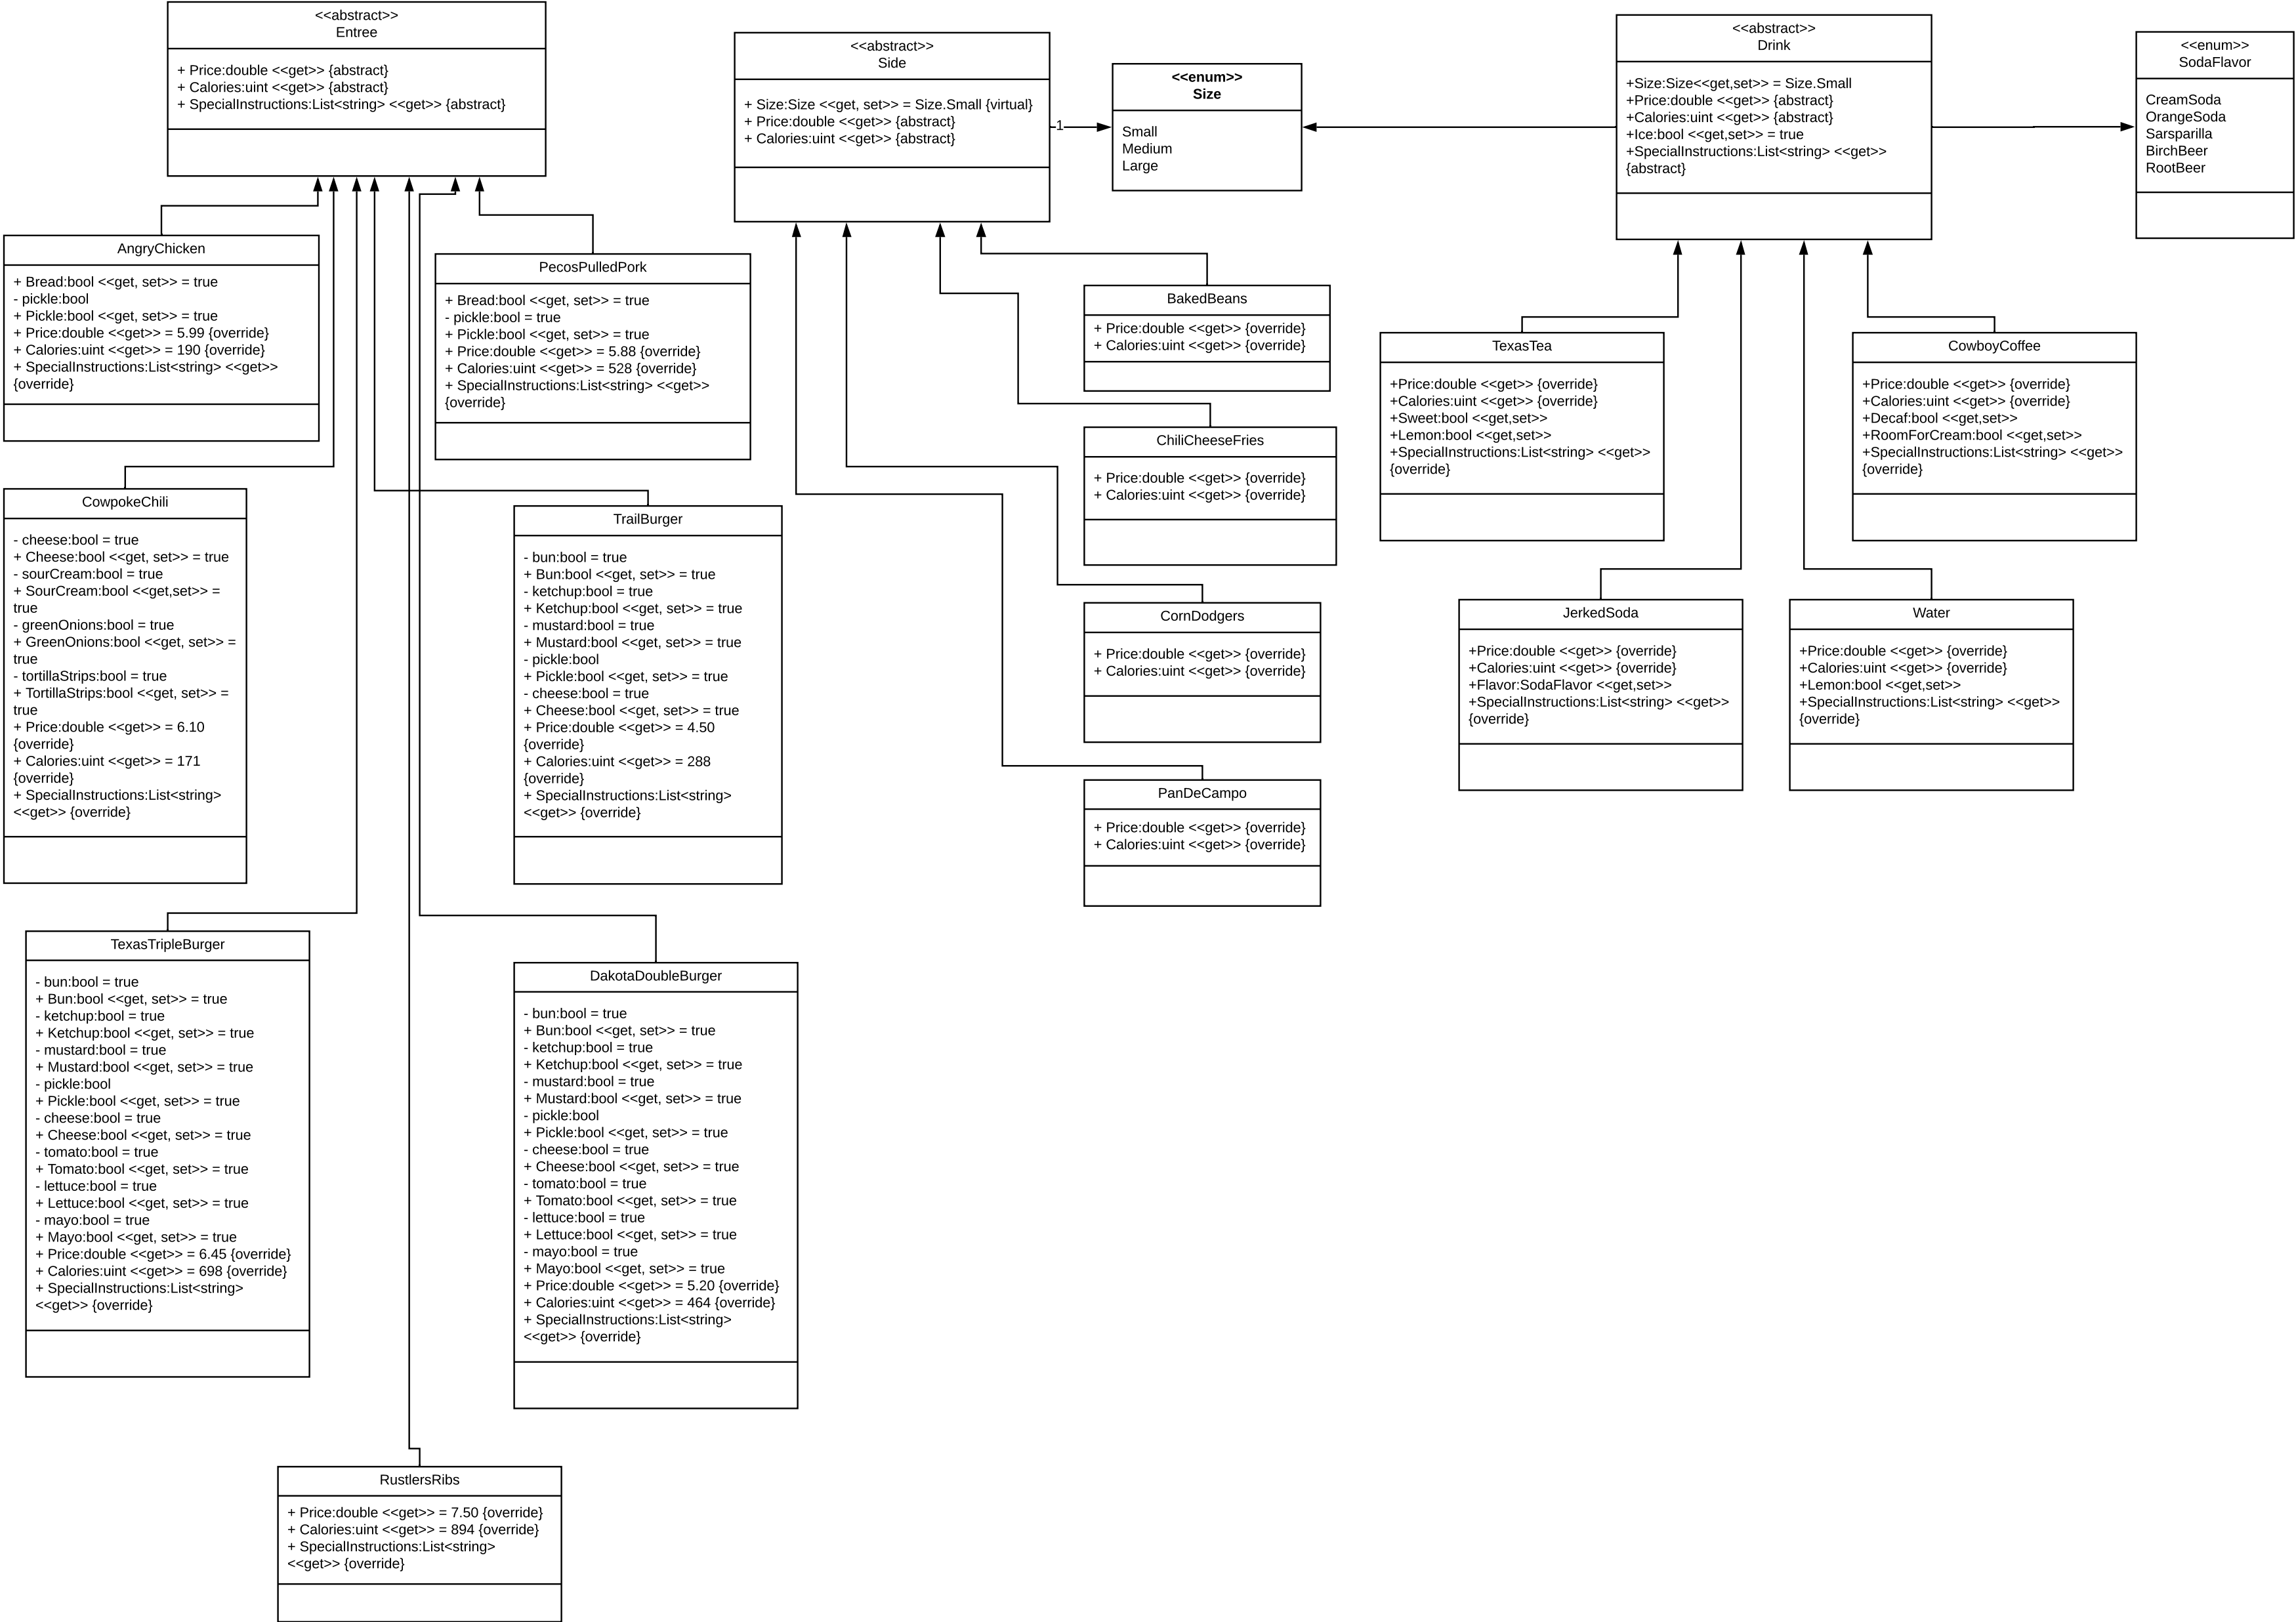 <<abstract>>
Entree
+ Price:double <<get>> {abstract}
+ Calories:uint <<get>> {abstract}
+ SpecialInstructions:List<string> <<get>> {abstract}
<<abstract>>
Side
+ Size:Size <<get, set>> = Size.Small {virtual}
+ Price:double <<get>> {abstract}
+ Calories:uint <<get>> {abstract}
1
<<enum>>
Size
Small
Medium
Large
<<abstract>>
Drink
+Size:Size<<get,set>> = Size.Small
+Price:double <<get>> {abstract}
+Calories:uint <<get>> {abstract}
+Ice:bool <<get,set>> = true
+SpecialInstructions:List<string> <<get>>
{abstract}
<<enum>>
SodaFlavor
CreamSoda
OrangeSoda
Sarsparilla
BirchBeer
RootBeer
AngryChicken
+ Bread:bool <<get, set>> = true
- pickle:bool
+ Pickle:bool <<get, set>> = true
+ Price:double <<get>> = 5.99 {override}
+ Calories:uint <<get>> = 190 {override}
+ SpecialInstructions:List<string> <<get>>
{override}
PecosPulledPork
+ Bread:bool <<get, set>> = true
- pickle:bool = true
+ Pickle:bool <<get, set>> = true
+ Price:double <<get>> = 5.88 {override}
+ Calories:uint <<get>> = 528 {override}
+ SpecialInstructions:List<string> <<get>>
{override}
BakedBeans
+ Price:double <<get>> {override}
+ Calories:uint <<get>> {override}
TexasTea
+Price:double <<get>> {override}
+Calories:uint <<get>> {override}
+Sweet:bool <<get,set>>
+Lemon:bool <<get,set>>
+SpecialInstructions:List<string> <<get>>
{override}
CowboyCoffee
+Price:double <<get>> {override}
+Calories:uint <<get>> {override}
+Decaf:bool <<get,set>>
+RoomForCream:bool <<get,set>>
+SpecialInstructions:List<string> <<get>>
{override}
ChiliCheeseFries
+ Price:double <<get>> {override}
+ Calories:uint <<get>> {override}
CowpokeChili
- cheese:bool = true
+ Cheese:bool <<get, set>> = true
- sourCream:bool = true
+ SourCream:bool <<get,set>> =
true
- greenOnions:bool = true
+ GreenOnions:bool <<get, set>> =
true
- tortillaStrips:bool = true
+ TortillaStrips:bool <<get, set>> =
true
+ Price:double <<get>> = 6.10
{override}
+ Calories:uint <<get>> = 171
{override}
+ SpecialInstructions:List<string>
<<get>> {override}
TrailBurger
- bun:bool = true
+ Bun:bool <<get, set>> = true
- ketchup:bool = true
+ Ketchup:bool <<get, set>> = true
- mustard:bool = true
+ Mustard:bool <<get, set>> = true
- pickle:bool
+ Pickle:bool <<get, set>> = true
- cheese:bool = true
+ Cheese:bool <<get, set>> = true
+ Price:double <<get>> = 4.50
{override}
+ Calories:uint <<get>> = 288
{override}
+ SpecialInstructions:List<string>
<<get>> {override}
CornDodgers
+ Price:double <<get>> {override}
+ Calories:uint <<get>> {override}
JerkedSoda
+Price:double <<get>> {override}
+Calories:uint <<get>> {override}
+Flavor:SodaFlavor <<get,set>>
+SpecialInstructions:List<string> <<get>>
{override}
Water
+Price:double <<get>> {override}
+Calories:uint <<get>> {override}
+Lemon:bool <<get,set>>
+SpecialInstructions:List<string> <<get>>
{override}
PanDeCampo
+ Price:double <<get>> {override}
+ Calories:uint <<get>> {override}
TexasTripleBurger
- bun:bool = true
+ Bun:bool <<get, set>> = true
- ketchup:bool = true
+ Ketchup:bool <<get, set>> = true
- mustard:bool = true
+ Mustard:bool <<get, set>> = true
- pickle:bool
+ Pickle:bool <<get, set>> = true
- cheese:bool = true
+ Cheese:bool <<get, set>> = true
- tomato:bool = true
+ Tomato:bool <<get, set>> = true
- lettuce:bool = true
+ Lettuce:bool <<get, set>> = true
- mayo:bool = true
+ Mayo:bool <<get, set>> = true
+ Price:double <<get>> = 6.45 {override}
+ Calories:uint <<get>> = 698 {override}
+ SpecialInstructions:List<string>
<<get>> {override}
DakotaDoubleBurger
- bun:bool = true
+ Bun:bool <<get, set>> = true
- ketchup:bool = true
+ Ketchup:bool <<get, set>> = true
- mustard:bool = true
+ Mustard:bool <<get, set>> = true
- pickle:bool
+ Pickle:bool <<get, set>> = true
- cheese:bool = true
+ Cheese:bool <<get, set>> = true
- tomato:bool = true
+ Tomato:bool <<get, set>> = true
- lettuce:bool = true
+ Lettuce:bool <<get, set>> = true
- mayo:bool = true
+ Mayo:bool <<get, set>> = true
+ Price:double <<get>> = 5.20 {override}
+ Calories:uint <<get>> = 464 {override}
+ SpecialInstructions:List<string>
<<get>> {override}
RustlersRibs
+ Price:double <<get>> = 7.50 {override}
+ Calories:uint <<get>> = 894 {override}
+ SpecialInstructions:List<string>
<<get>> {override}